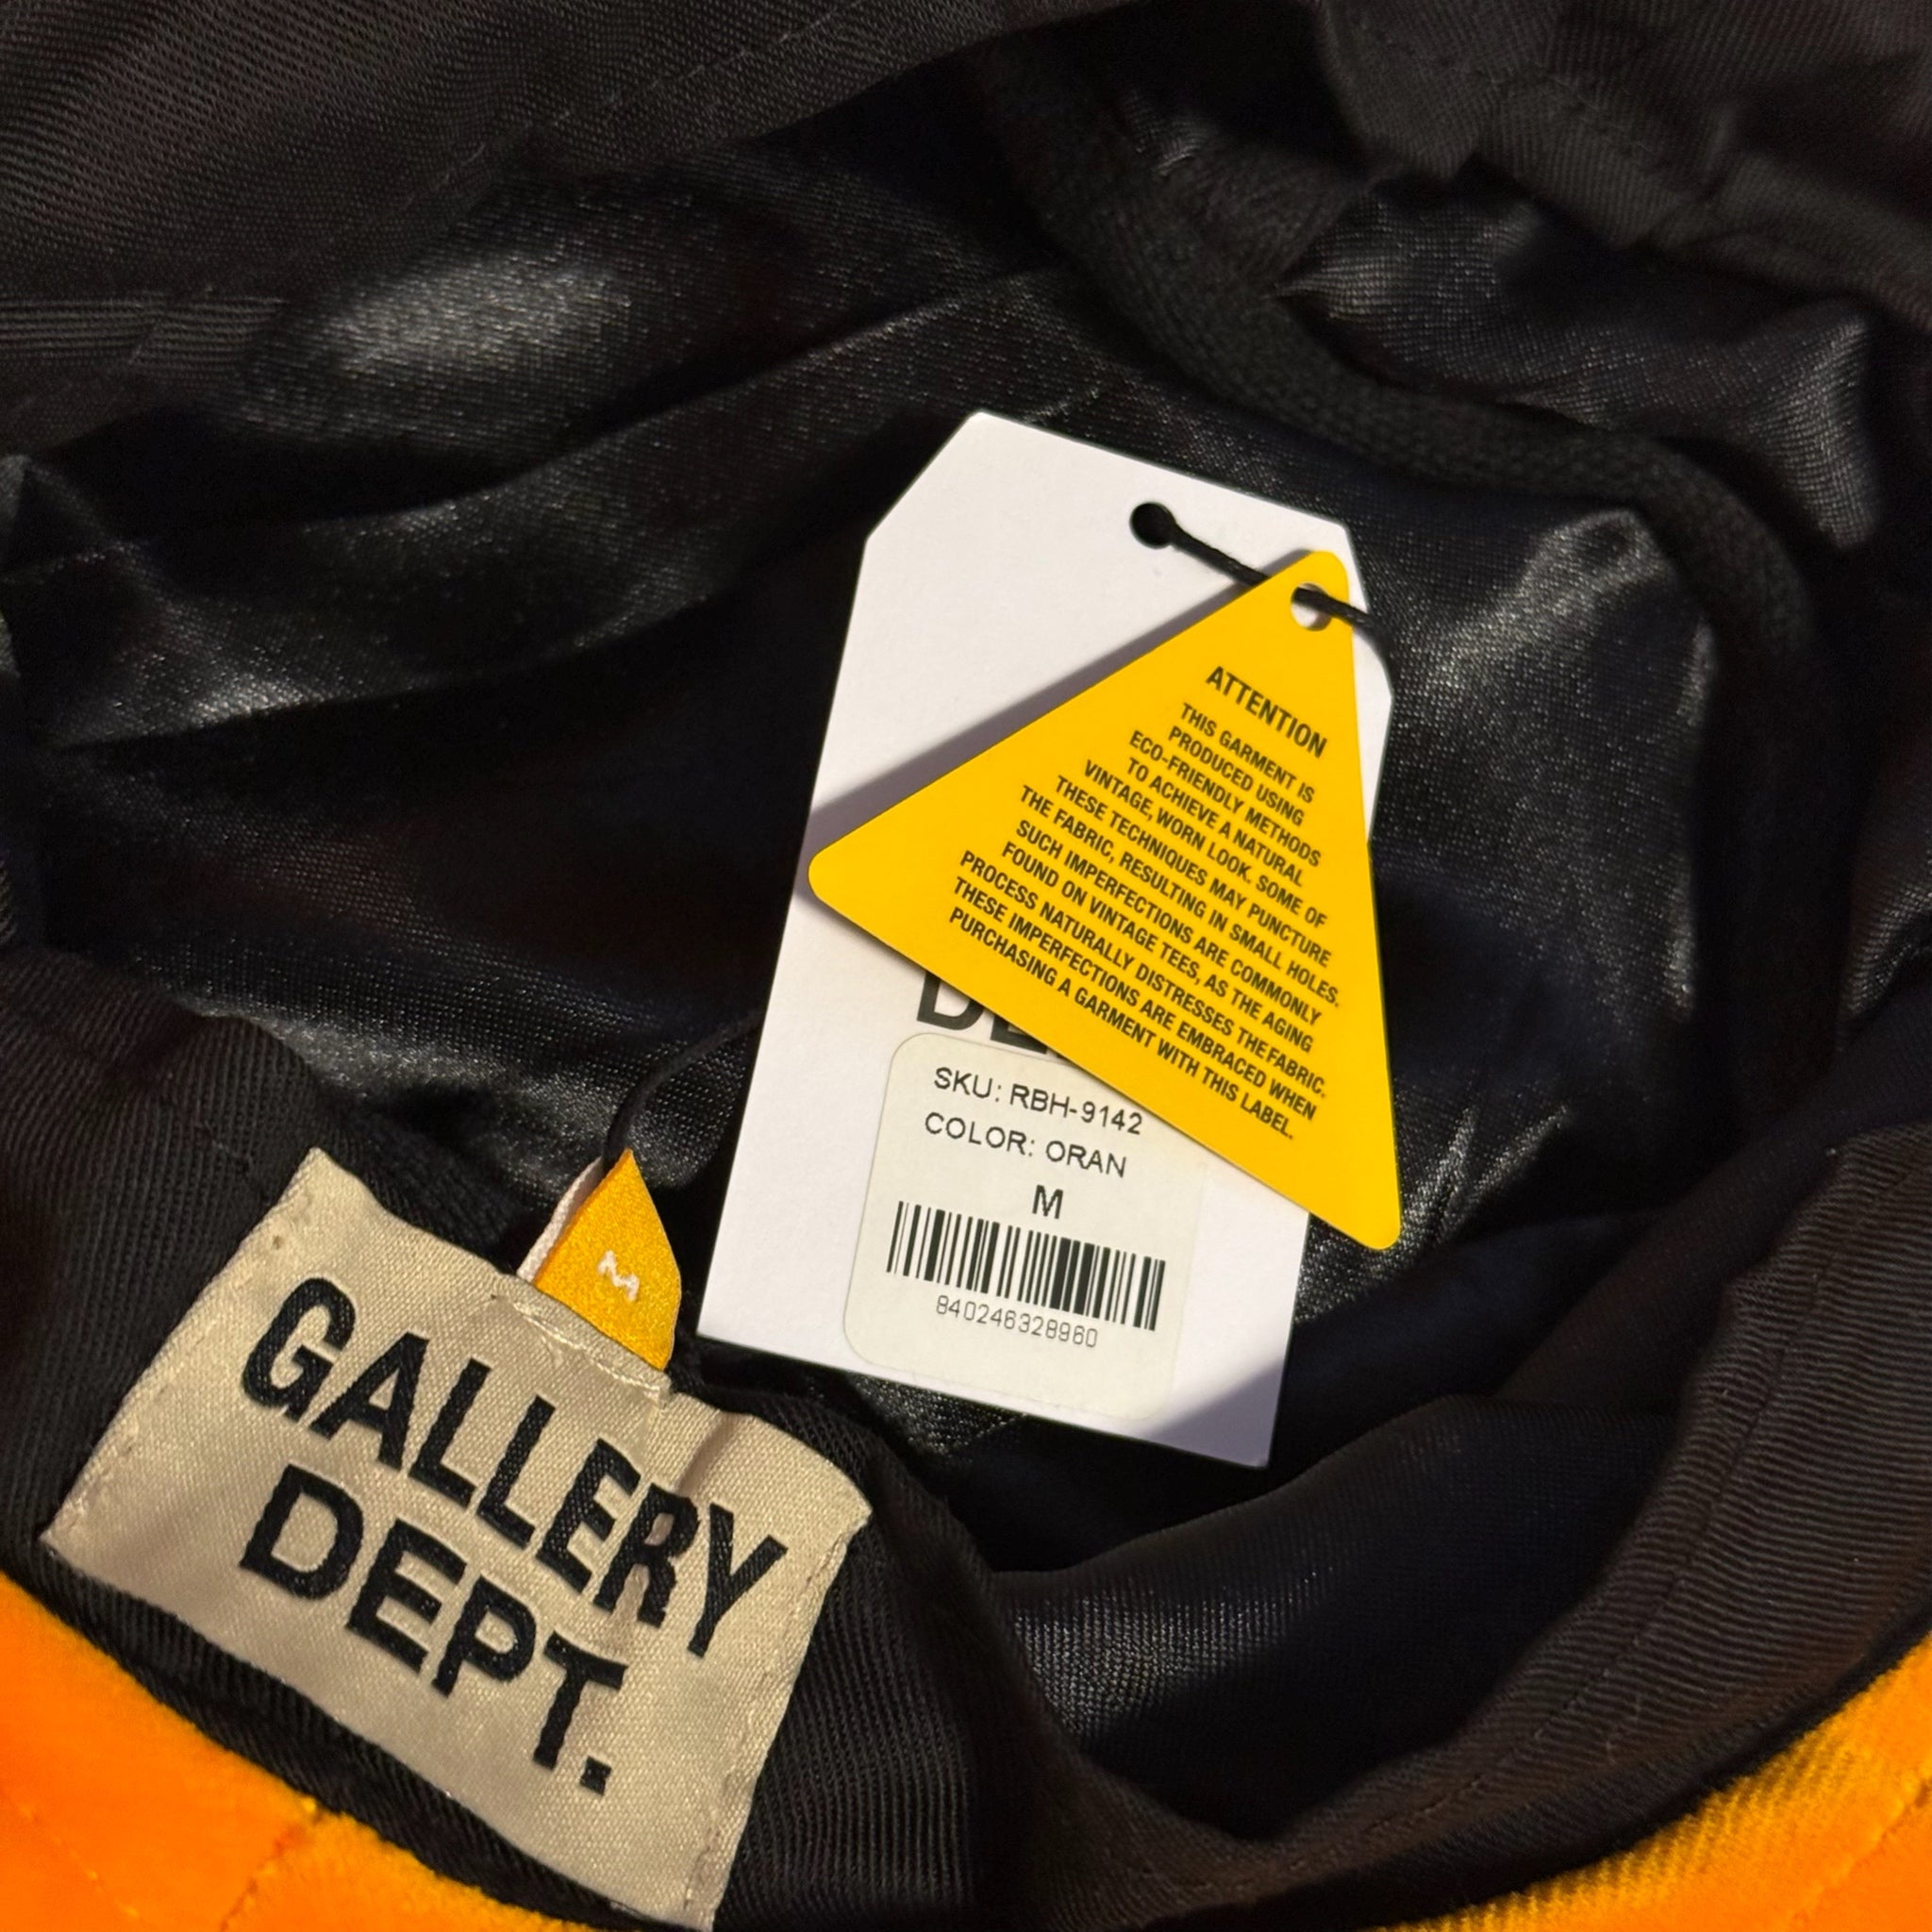 ATTENTION
THIS GARMENT IS
PRODUCED USING
ECO-FRIENDLY METHODS
TO ACHIEVE A NATURAL
VINTAGE, WORN LOOK. SOME OF
THESE TECHNIQUES MAY PUNCTURE
THE FABRIC, RESULTING IN SMALL HOLES.
SUCH IMPERFECTIONS ARE COMMONLY
FOUND ON VINTAGE TEES, AS THE AGING
PROCESS NATURALLY DISTRESSES THE FABRIC.
THESE IMPERFECTIONS ARE EMBRACED WHEN
PURCHASING A GARMENT WITH THIS LABEL.
SKU: RBH-9142
COLOR: ORAN
M
840246328960
M
GALLERY
DEPT.